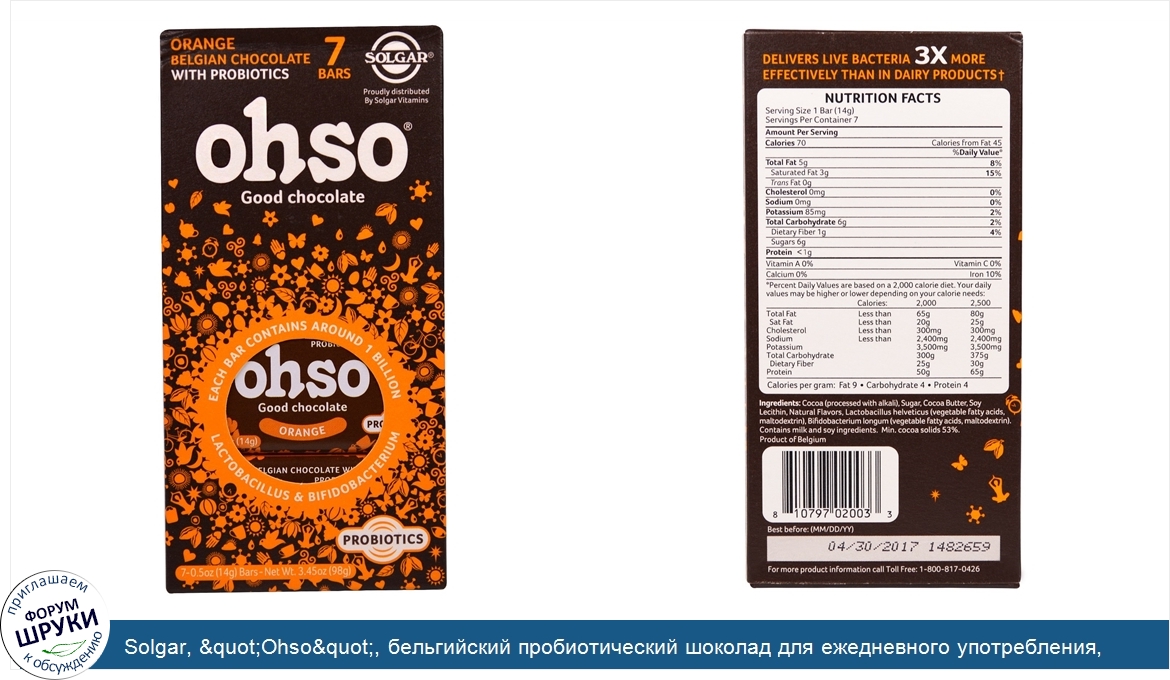 ORANGE
BELGIAN CHOCOLATE
WITH PROBIOTICS
7
BARS
SOLGAR®
Proudly distributed
By Solgar Vitamins
ohso®
Good chocolate
EACH BAR CONTAINS AROUND 1 BILLION
LACTOBACILLUS & BIFIDOBACTERIUM
ohso
Good chocolate
ORANGE
(14g)
ELGIAN CHOCOLATE
PROBIOTICS
7-0.5oz (14g) Bars - Net Wt. 3.45oz (98g)
DELIVERS LIVE BACTERIA 3X MORE
EFFECTIVELY THAN IN DAIRY PRODUCTS†
NUTRITION FACTS
Serving Size 1 Bar (14g)
Servings Per Container 7
Amount Per Serving
Calories 70 Calories from Fat 45
%Daily Value*
Total Fat 5g 8%
Saturated Fat 3g 15%
Trans Fat 0g
Cholesterol 0mg 0%
Sodium 0mg 0%
Potassium 85mg 2%
Total Carbohydrate 6g 2%
Dietary Fiber 1g 4%
Sugars 6g
Protein <1g
Vitamin A 0% Vitamin C 0%
Calcium 0% Iron 10%
*Percent Daily Values are based on a 2,000 calorie diet. Your daily
values may be higher or lower depending on your calorie needs:
Calories: 2,000 2,500
Total Fat Less than 65g 80g
Sat Fat Less than 20g 25g
Cholesterol Less than 300mg 300mg
Sodium Less than 2,400mg 2,400mg
Potassium 3,500mg 3,500mg
Total Carbohydrate 300g 375g
Dietary Fiber 25g 30g
Protein 50g 65g
Calories per gram: Fat 9 • Carbohydrate 4 • Protein 4
Ingredients: Cocoa (processed with alkali), Sugar, Cocoa Butter, Soy
Lecithin, Natural Flavors, Lactobacillus helveticus (vegetable fatty acids,
maltodextrin), Bifidobacterium longum (vegetable fatty acids, maltodextrin).
Contains milk and soy ingredients. Min. cocoa solids 53%.
Product of Belgium
8 10797 02003 3
Best before: (MM/DD/YY)
04/30/2017 1482659
For more product information call Toll Free: 1-800-817-0426
приглашаем
ФОРУМ
ШРУКИ
к обсуждению
Solgar, &quot;Ohso&quot;, бельгийский пробиотический шоколад для ежедневного употребления,